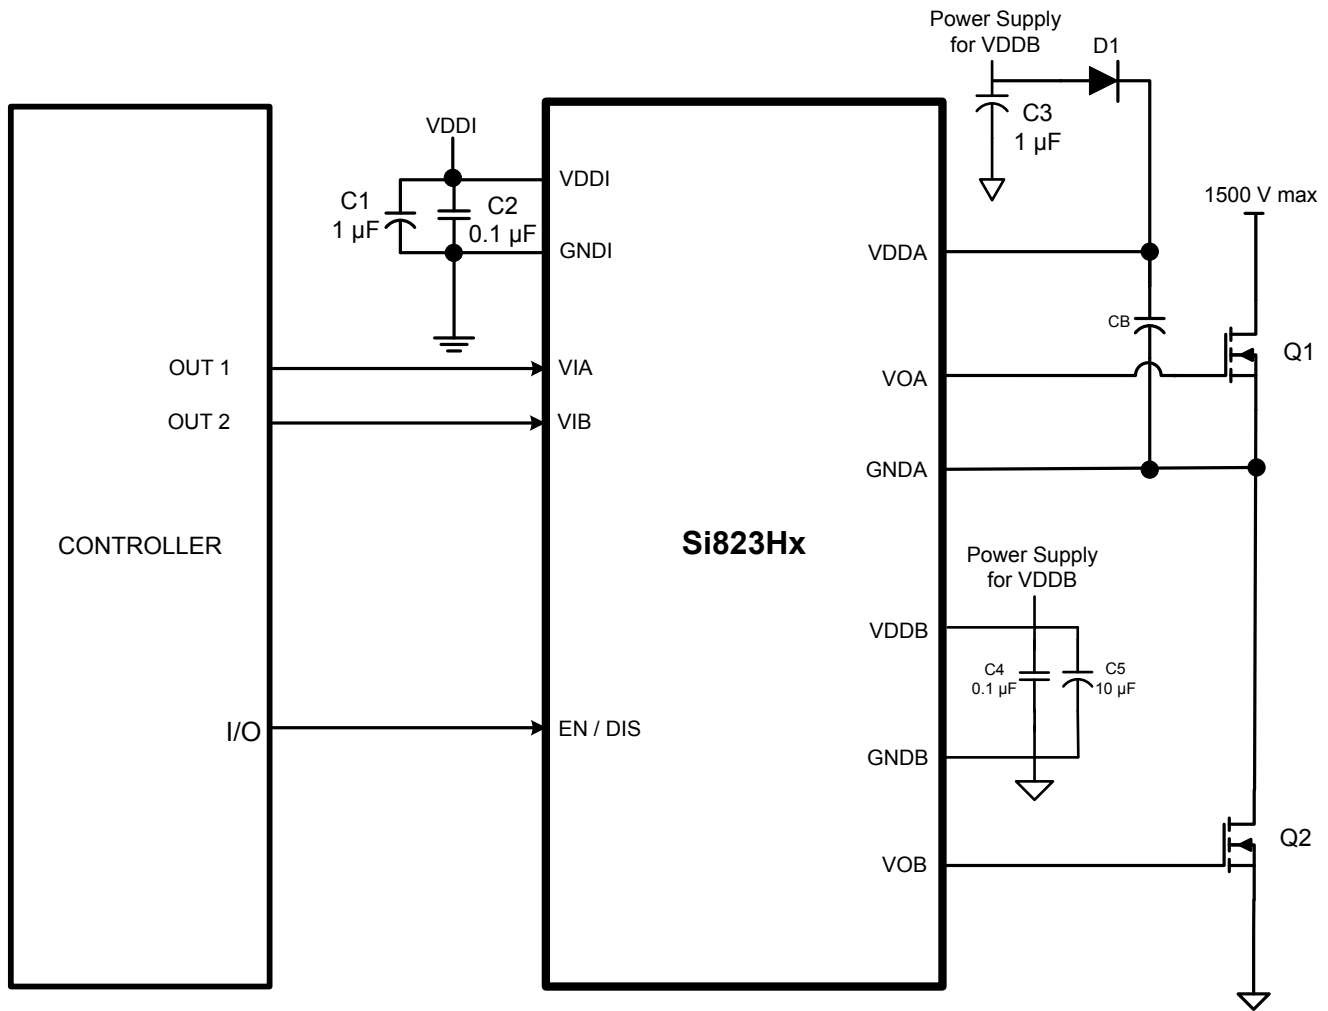 Power Supply
for VDDB
D1
C3
1 µF
VDDI
C1
1 µF
C2
0.1 µF
VDDI
GNDI
1500 V max
VDDA
CB
OUT 1
VIA
VOA
Q1
OUT 2
VIB
GNDA
CONTROLLER
Si823Hx
Power Supply
for VDDB
VDDB
C4
0.1 µF
C5
10 µF
I/O
EN / DIS
GNDB
Q2
VOB